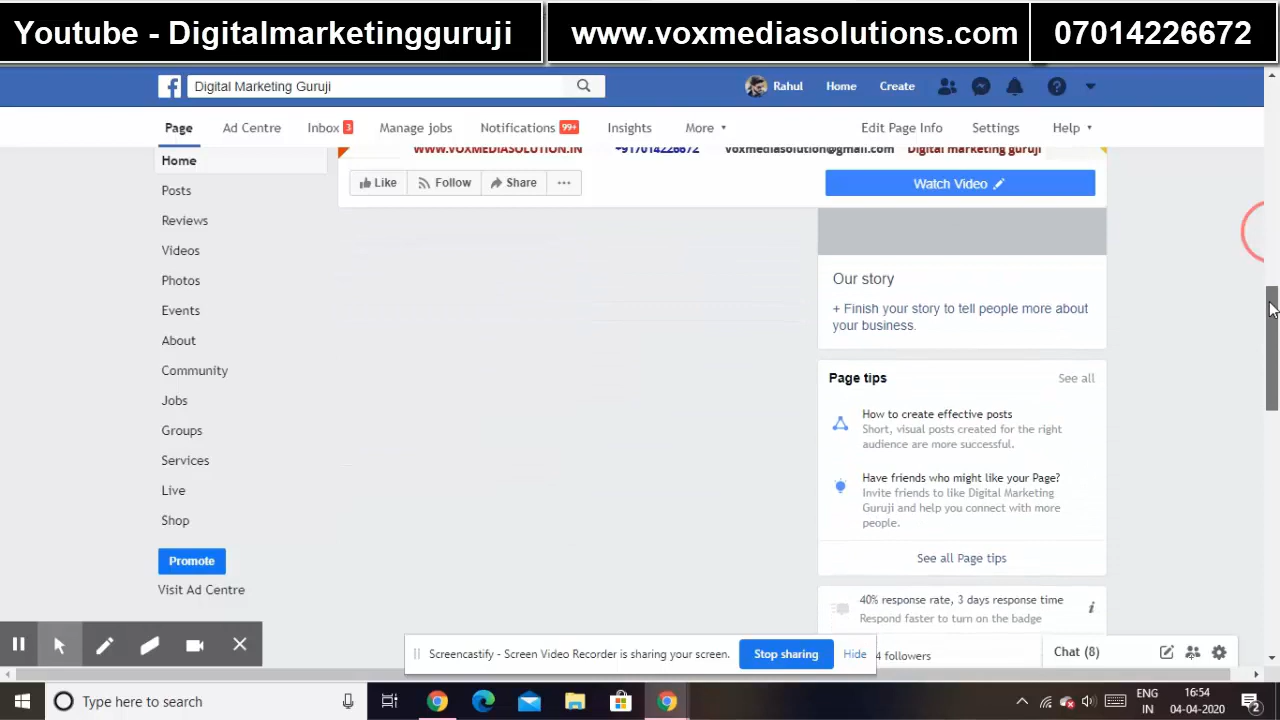 Youtube - Digitalmarketingguruji
www.voxmediasolutions.com
07014226672
Digital Marketing Guruji
Rahul
Home
Create
Page
Ad Centre
Inbox 3
Manage jobs
Notifications 99+
Insights
More
Edit Page Info
Settings
Help
WWW.VOXMEDIASOLUTION.IN
+917014226672
voxmediasolution@gmail.com
Digital marketing guruji
Home
Posts
Reviews
Videos
Photos
Events
About
Community
Jobs
Groups
Services
Live
Shop
Promote
Visit Ad Centre
Like
Follow
Share
Watch Video
Our story
+ Finish your story to tell people more about
your business.
Page tips
See all
How to create effective posts
Short, visual posts created for the right
audience are more successful.
Have friends who might like your Page?
Invite friends to like Digital Marketing
Guruji and help you connect with more
people.
See all Page tips
40% response rate, 3 days response time
Respond faster to turn on the badge
4 followers
Chat (8)
Screencastify - Screen Video Recorder is sharing your screen.
Stop sharing
Hide
Type here to search
ENG
IN
16:54
04-04-2020
2